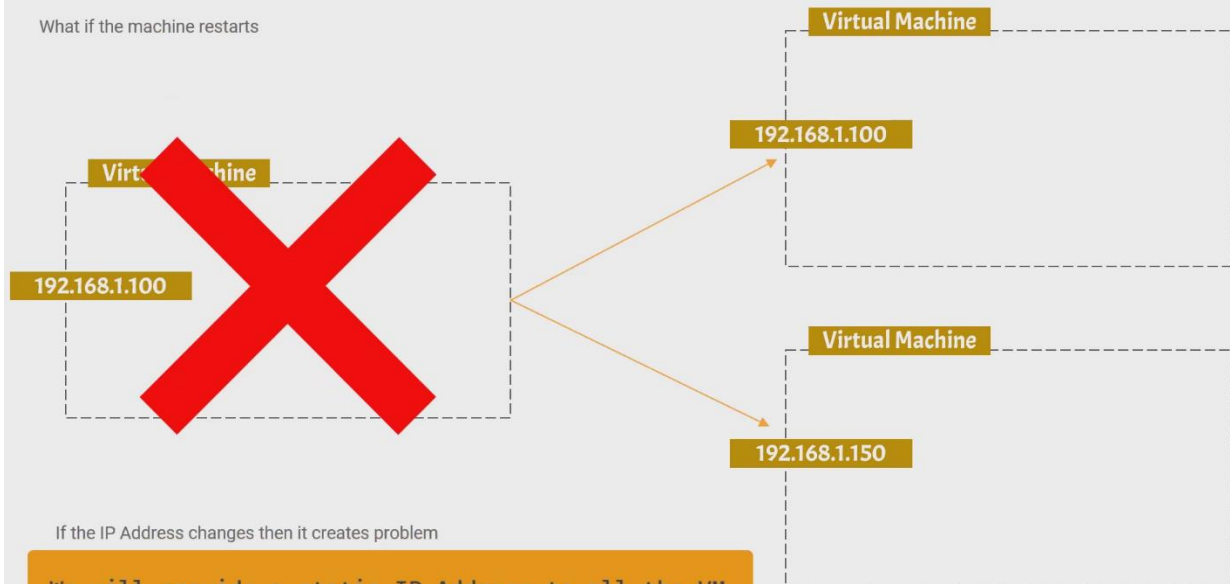 What if the machine restarts
Virtual Machine
192.168.1.100
192.168.1.100
Virtual Machine
192.168.1.150
If the IP Address changes then it creates problem